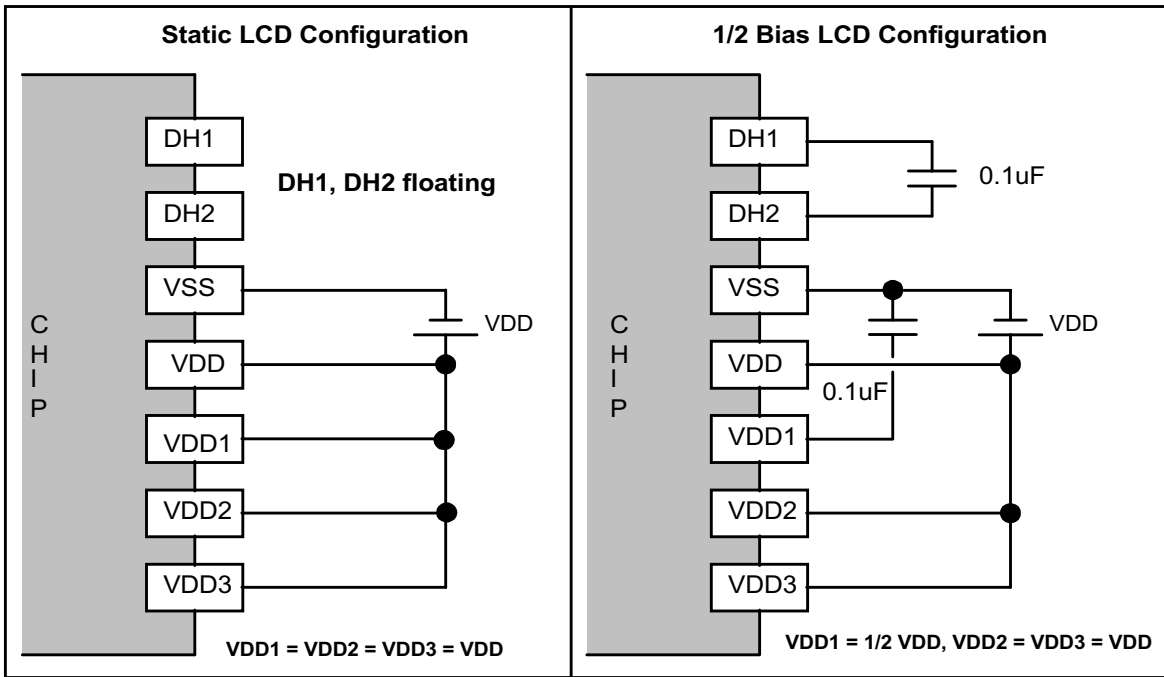 Static LCD Configuration
DH1
DH2
DH1, DH2 floating
VSS
VDD
VDD1
VDD2
VDD3
CHIP
VDD
VDD1 = VDD2 = VDD3 = VDD
1/2 Bias LCD Configuration
DH1
DH2
0.1uF
VSS
VDD
VDD1
VDD2
VDD3
CHIP
0.1uF
VDD
VDD1 = 1/2 VDD, VDD2 = VDD3 = VDD